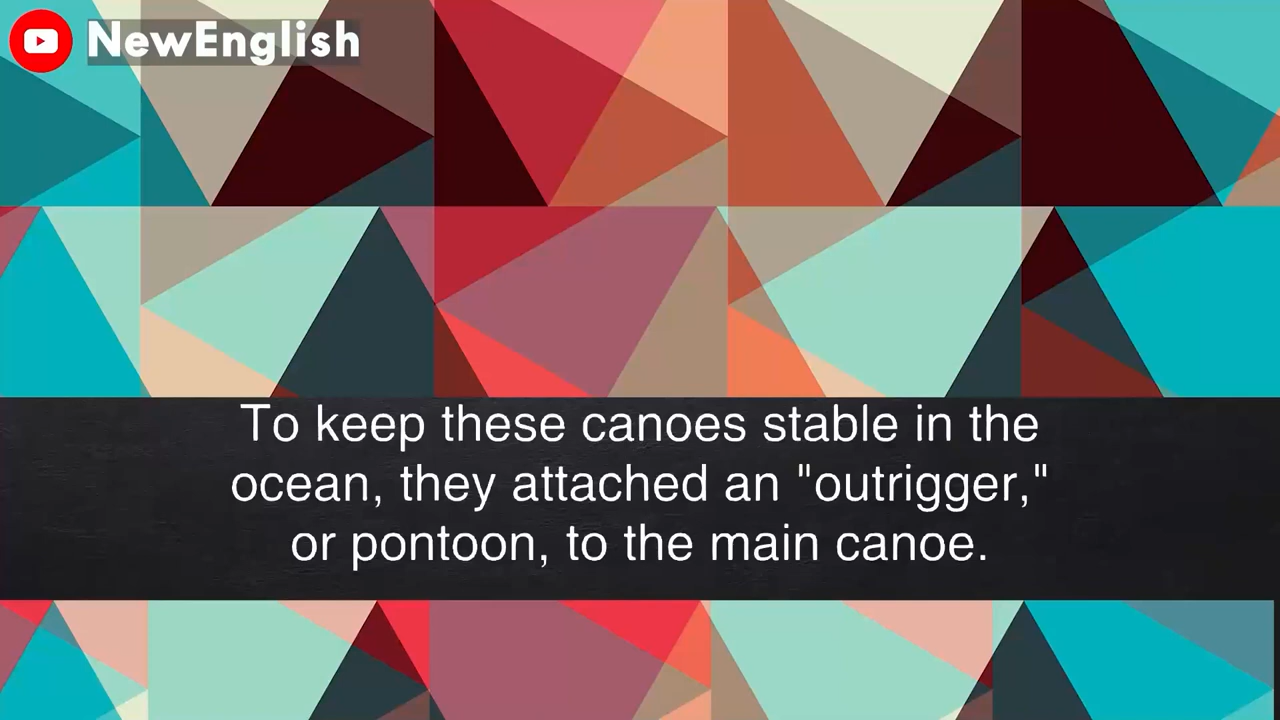 NewEnglish
To keep these canoes stable in the
ocean, they attached an "outrigger,"
or pontoon, to the main canoe.